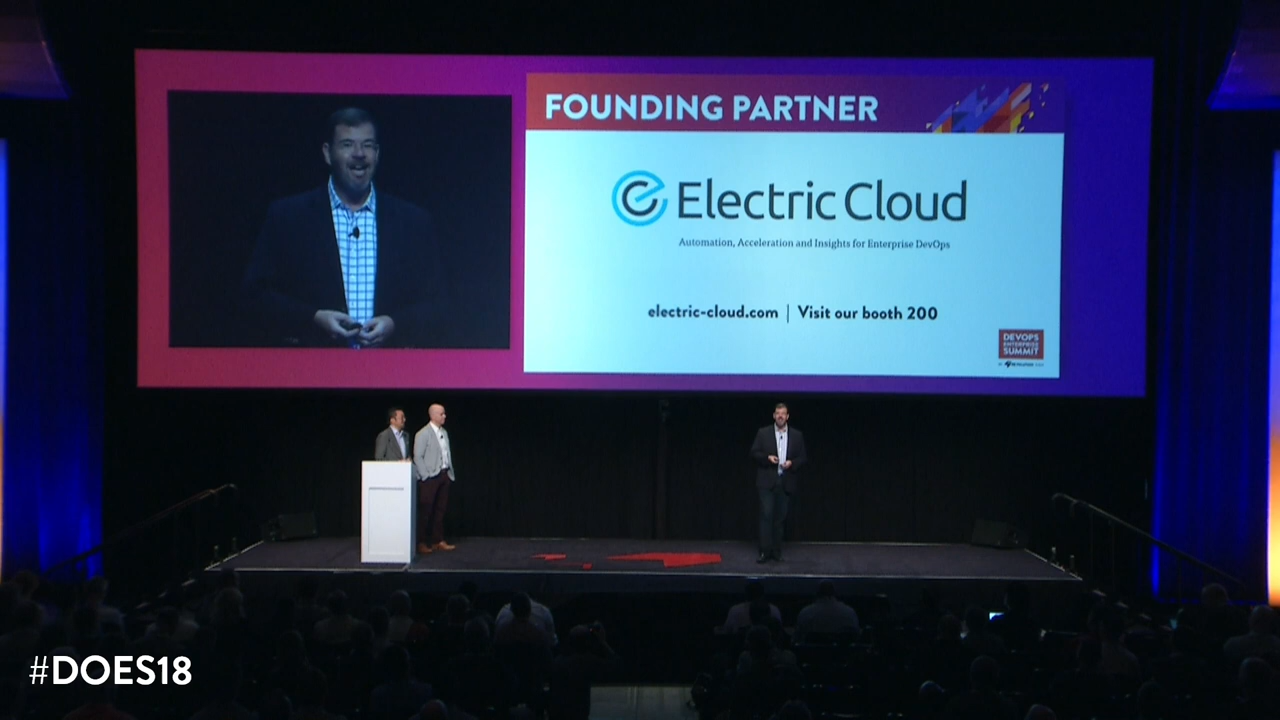 FOUNDING PARTNER
Electric Cloud
Automation, Acceleration and Insights for Enterprise DevOps
electric-cloud.com | Visit our booth 200
DEVOPS
ENTERPRISE
SUMMIT
#DOES18